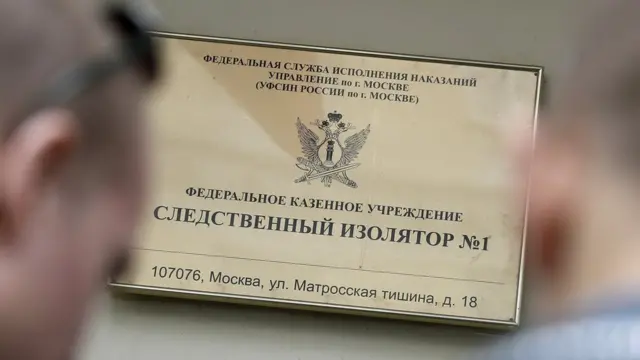 ФЕДЕРАЛЬНАЯ СЛУЖБА ИСПОЛНЕНИЯ НАКАЗАНИЙ
УПРАВЛЕНИЕ по г. МОСКВЕ
(УФСИН РОССИИ по г. МОСКВЕ)
ФЕДЕРАЛЬНОЕ КАЗЕННОЕ УЧРЕЖДЕНИЕ
СЛЕДСТВЕННЫЙ ИЗОЛЯТОР №1
107076, Москва, ул. Матросская тишина, д. 18